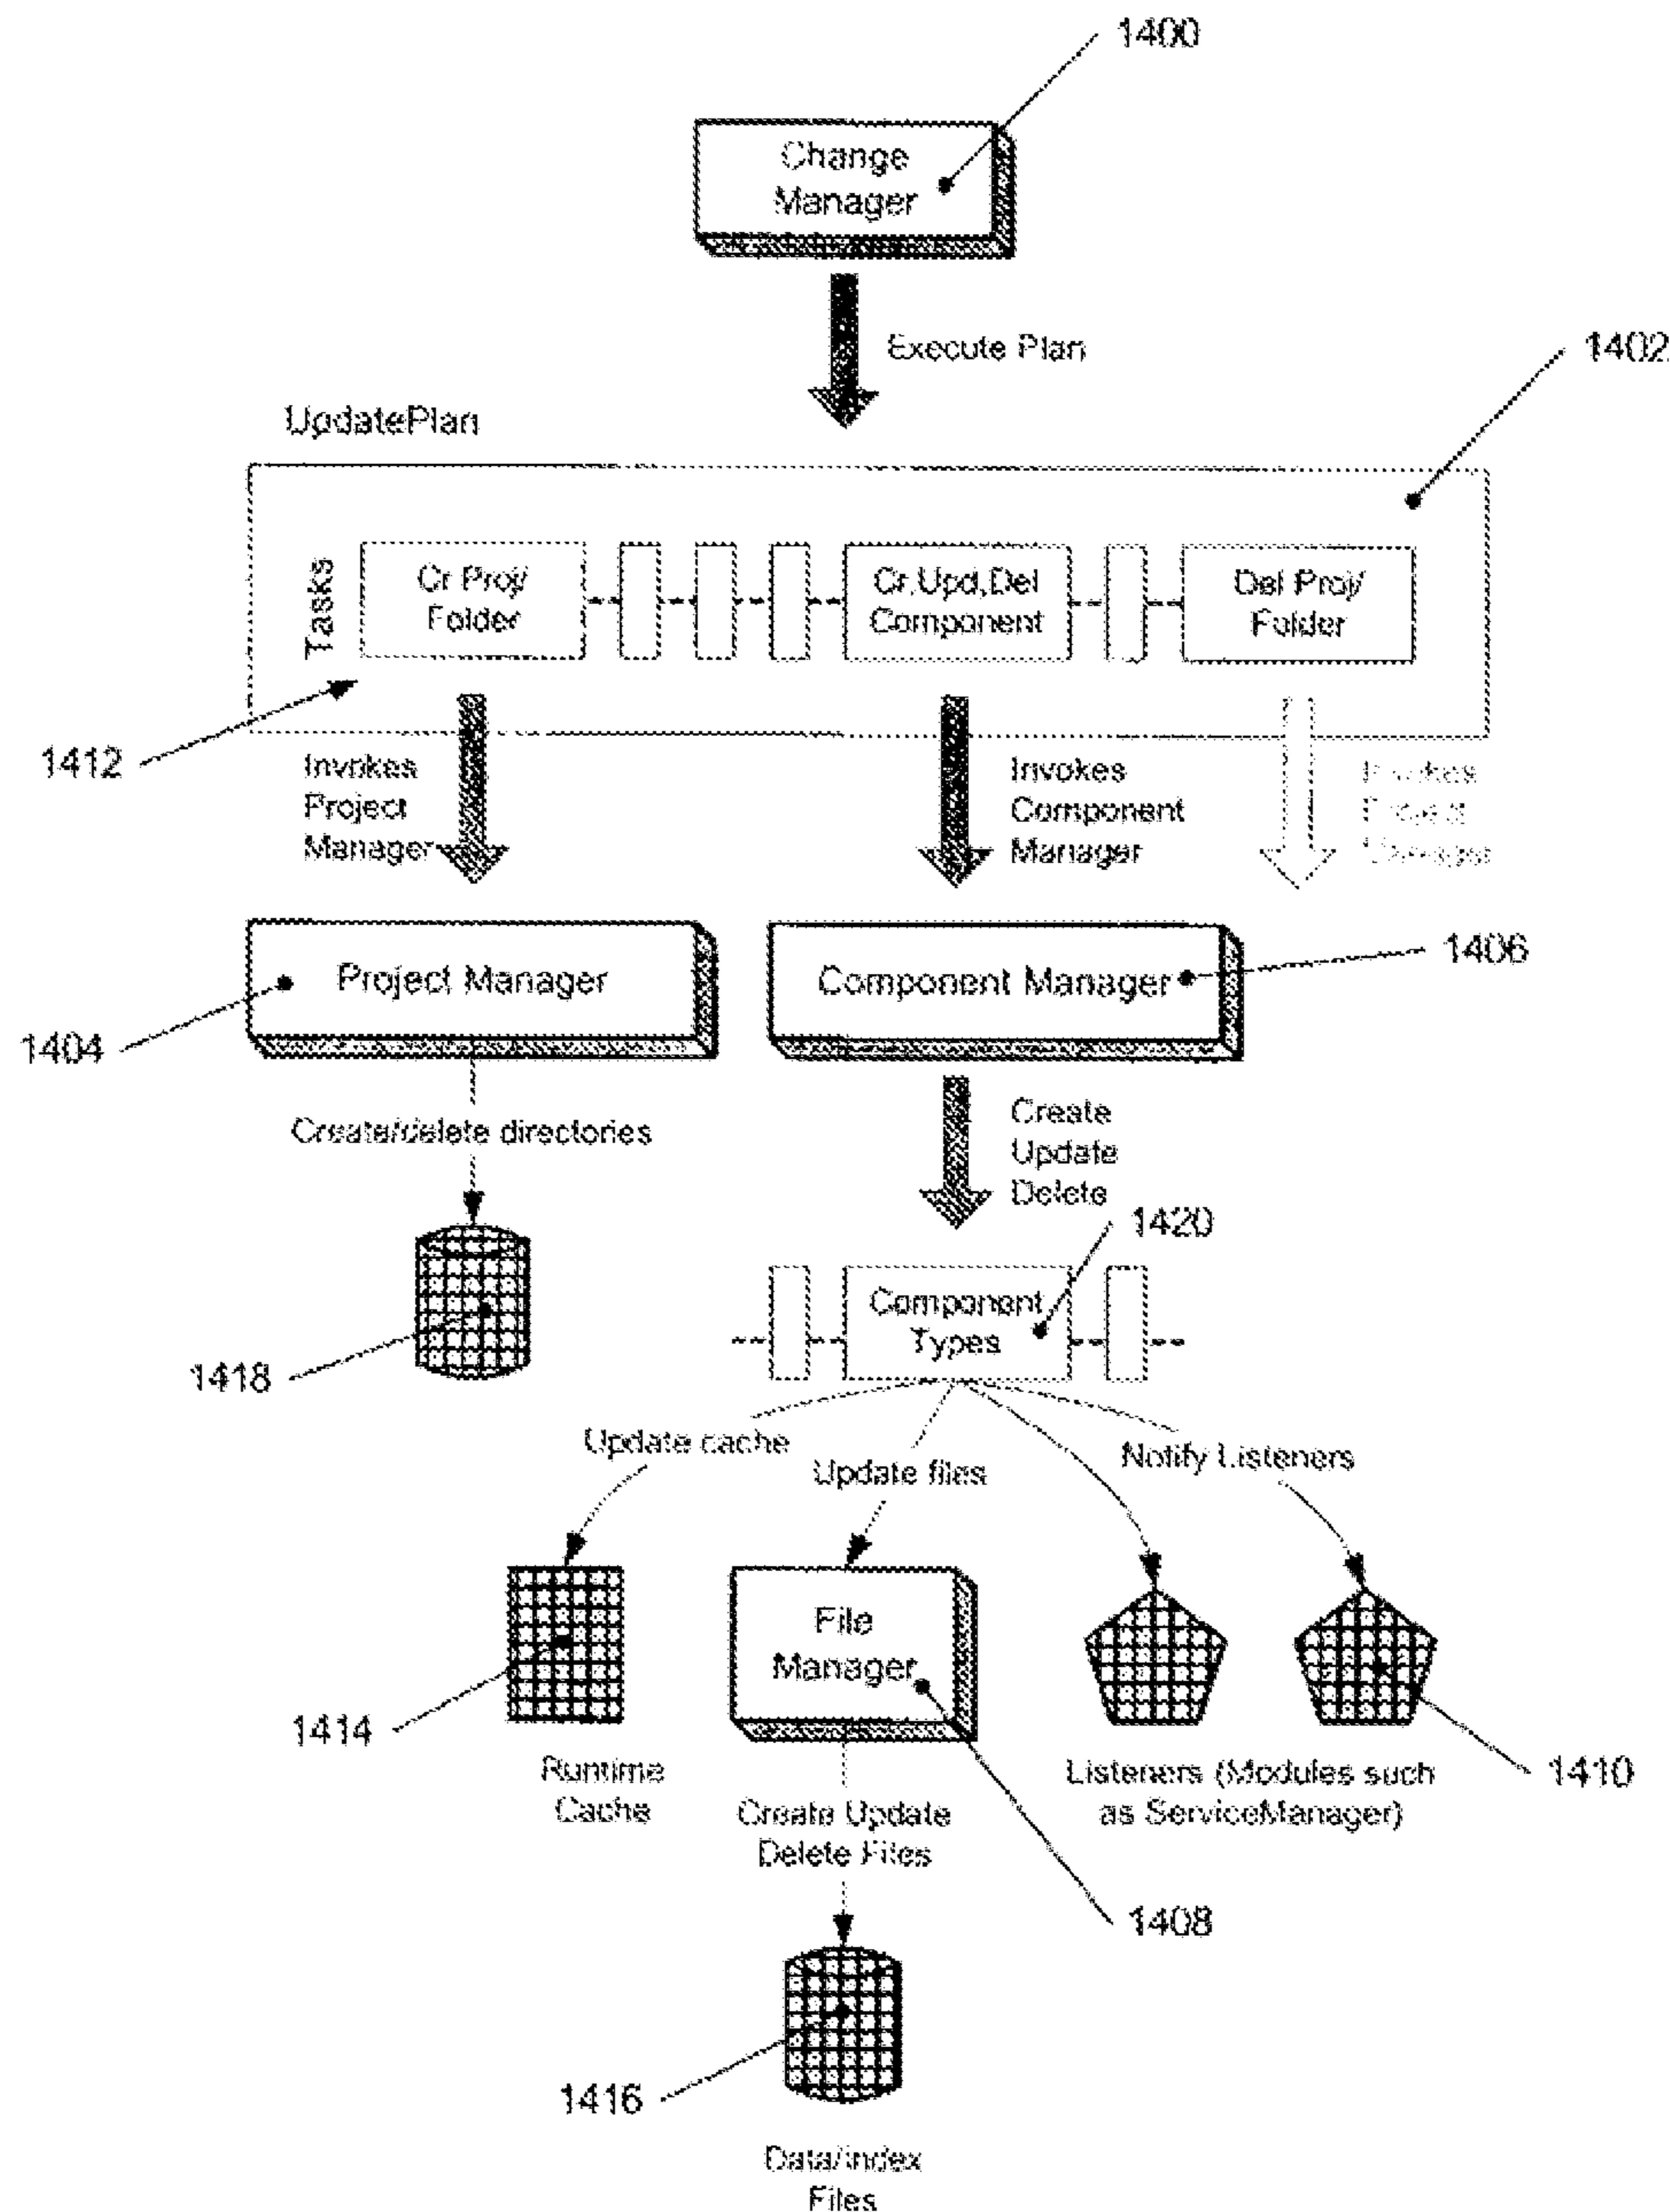 1400
Change
Manager
Execute Plan
1402
UpdatePlan
Tasks
Cr Proj/
Folder
Cr,Upd,Del
Component
Del Proj/
Folder
1412
Invokes
Project
Manager
Invokes
Component
Manager
Invokes
Project
Manager
Project Manager
Component Manager
1406
1404
Create/delete directories
Create
Update
Delete
1420
Component
Types
1418
Update cache
Update files
Notify Listeners
File
Manager
1414
Runtime
Cache
Create Update
Delete Files
Listeners (Modules such
as ServiceManager)
1410
1408
1416
Data/Index
Files